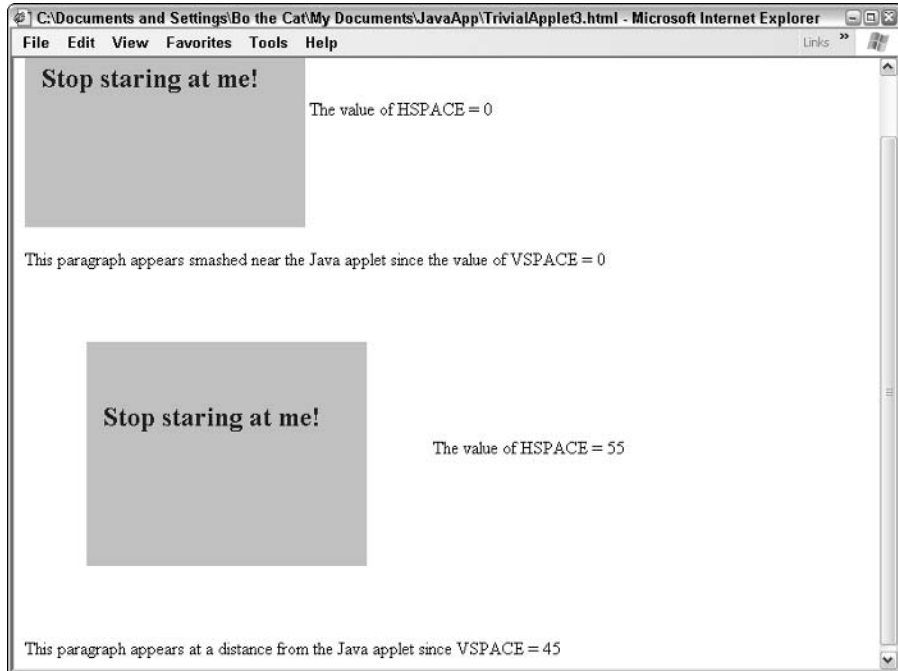 C:\Documents and Settings\Bo the Cat\My Documents\JavaApp\TrivialApplet3.html - Microsoft Internet Explorer
File Edit View Favorites Tools Help Links »
Stop staring at me!
The value of HSPACE = 0
This paragraph appears smashed near the Java applet since the value of VSPACE = 0
Stop staring at me!
The value of HSPACE = 55
This paragraph appears at a distance from the Java applet since VSPACE = 45